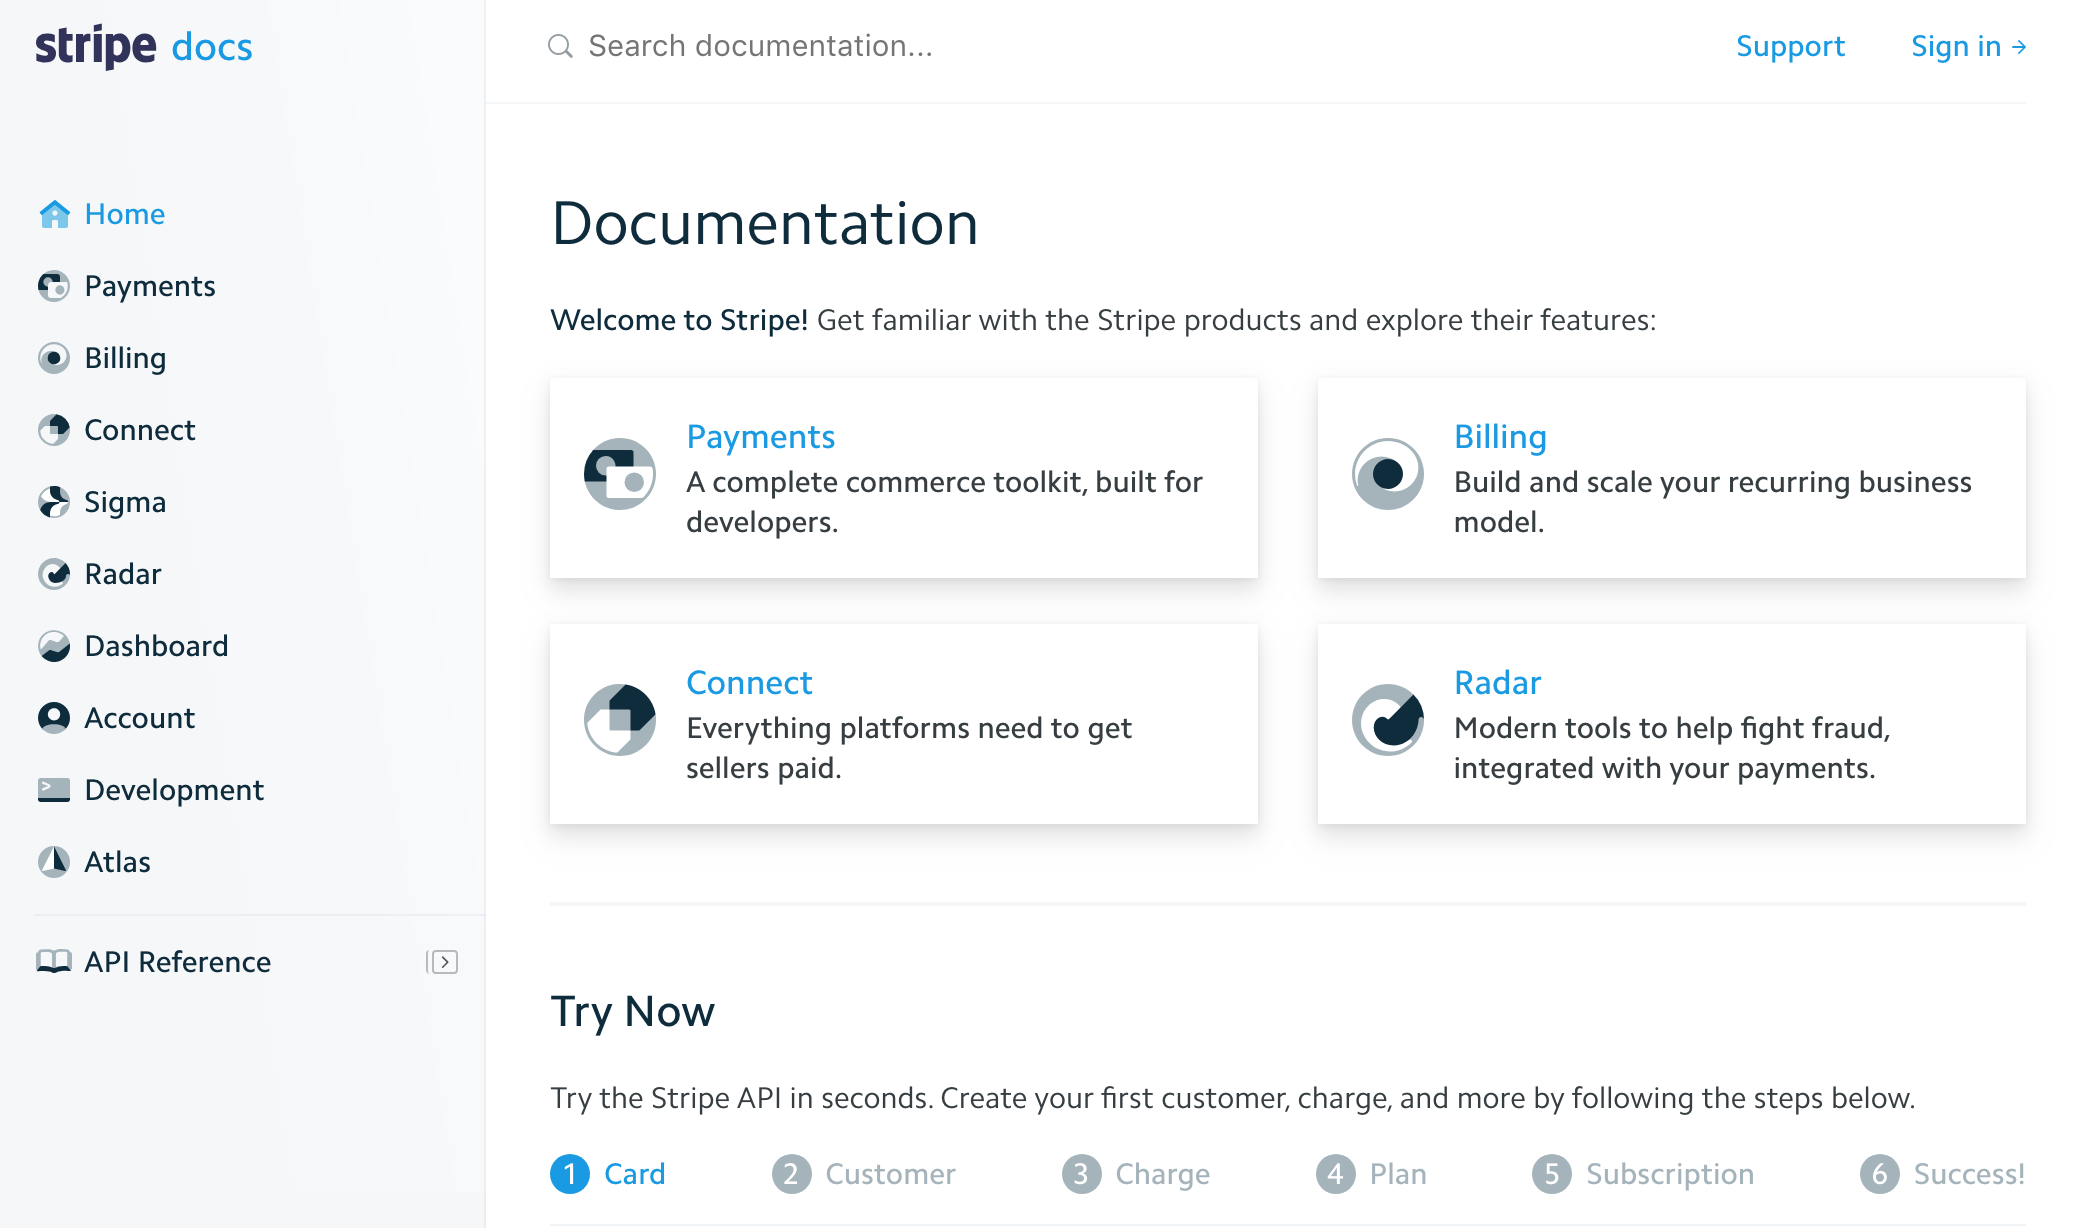 stripe docs
Search documentation...
Support
Sign in →
Home
Payments
Billing
Connect
Sigma
Radar
Dashboard
Account
Development
Atlas
API Reference
Documentation
Welcome to Stripe! Get familiar with the Stripe products and explore their features:
Payments
A complete commerce toolkit, built for
developers.
Billing
Build and scale your recurring business
model.
Connect
Everything platforms need to get
sellers paid.
Radar
Modern tools to help fight fraud,
integrated with your payments.
Try Now
Try the Stripe API in seconds. Create your first customer, charge, and more by following the steps below.
1 Card
2 Customer
3 Charge
4 Plan
5 Subscription
6 Success!